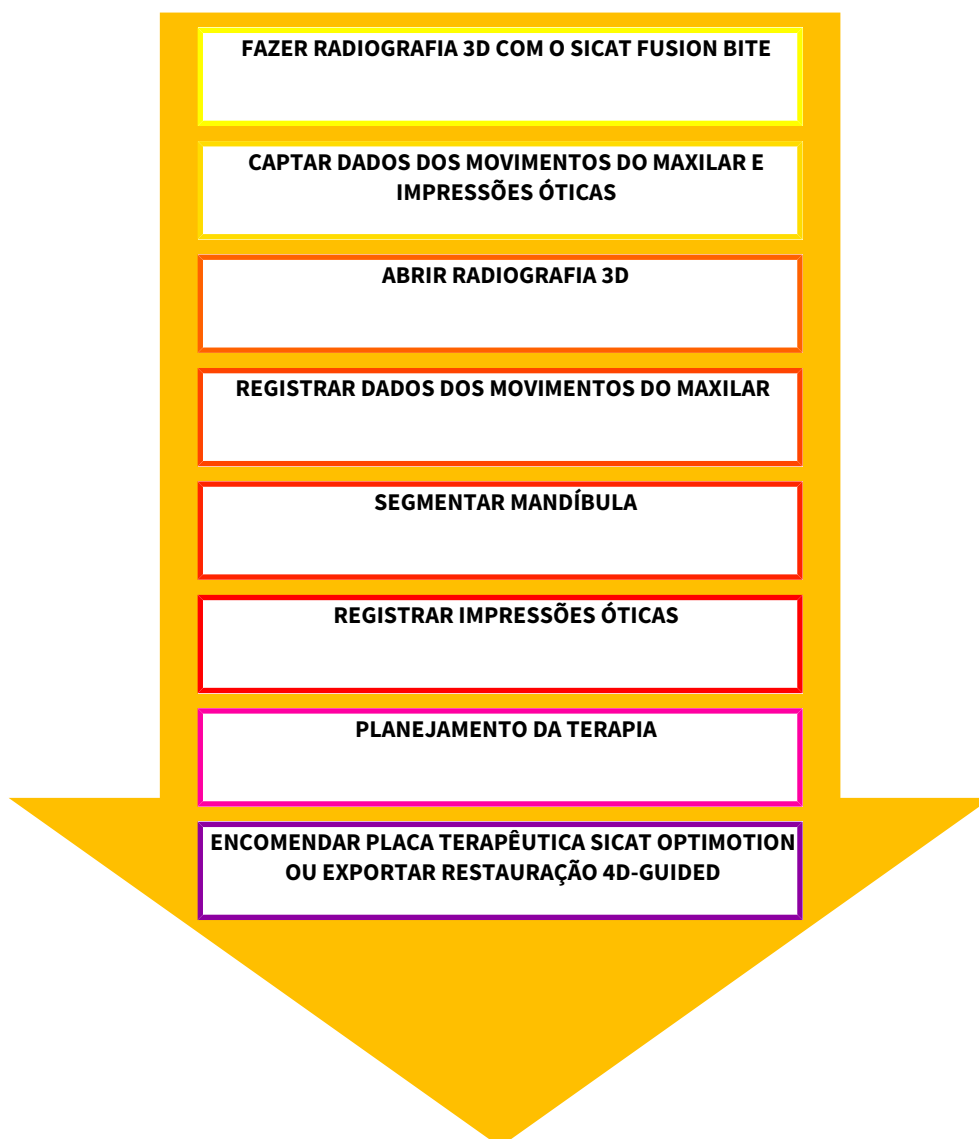 FAZER RADIOGRAFIA 3D COM O SICAT FUSION BITE
CAPTAR DADOS DOS MOVIMENTOS DO MAXILAR E
IMPRESSÕES ÓTICAS
ABRIR RADIOGRAFIA 3D
REGISTRAR DADOS DOS MOVIMENTOS DO MAXILAR
SEGMENTAR MANDÍBULA
REGISTRAR IMPRESSÕES ÓTICAS
PLANEJAMENTO DA TERAPIA
ENCOMENDAR PLACA TERAPÊUTICA SICAT OPTIMOTION
OU EXPORTAR RESTAURAÇÃO 4D-GUIDED